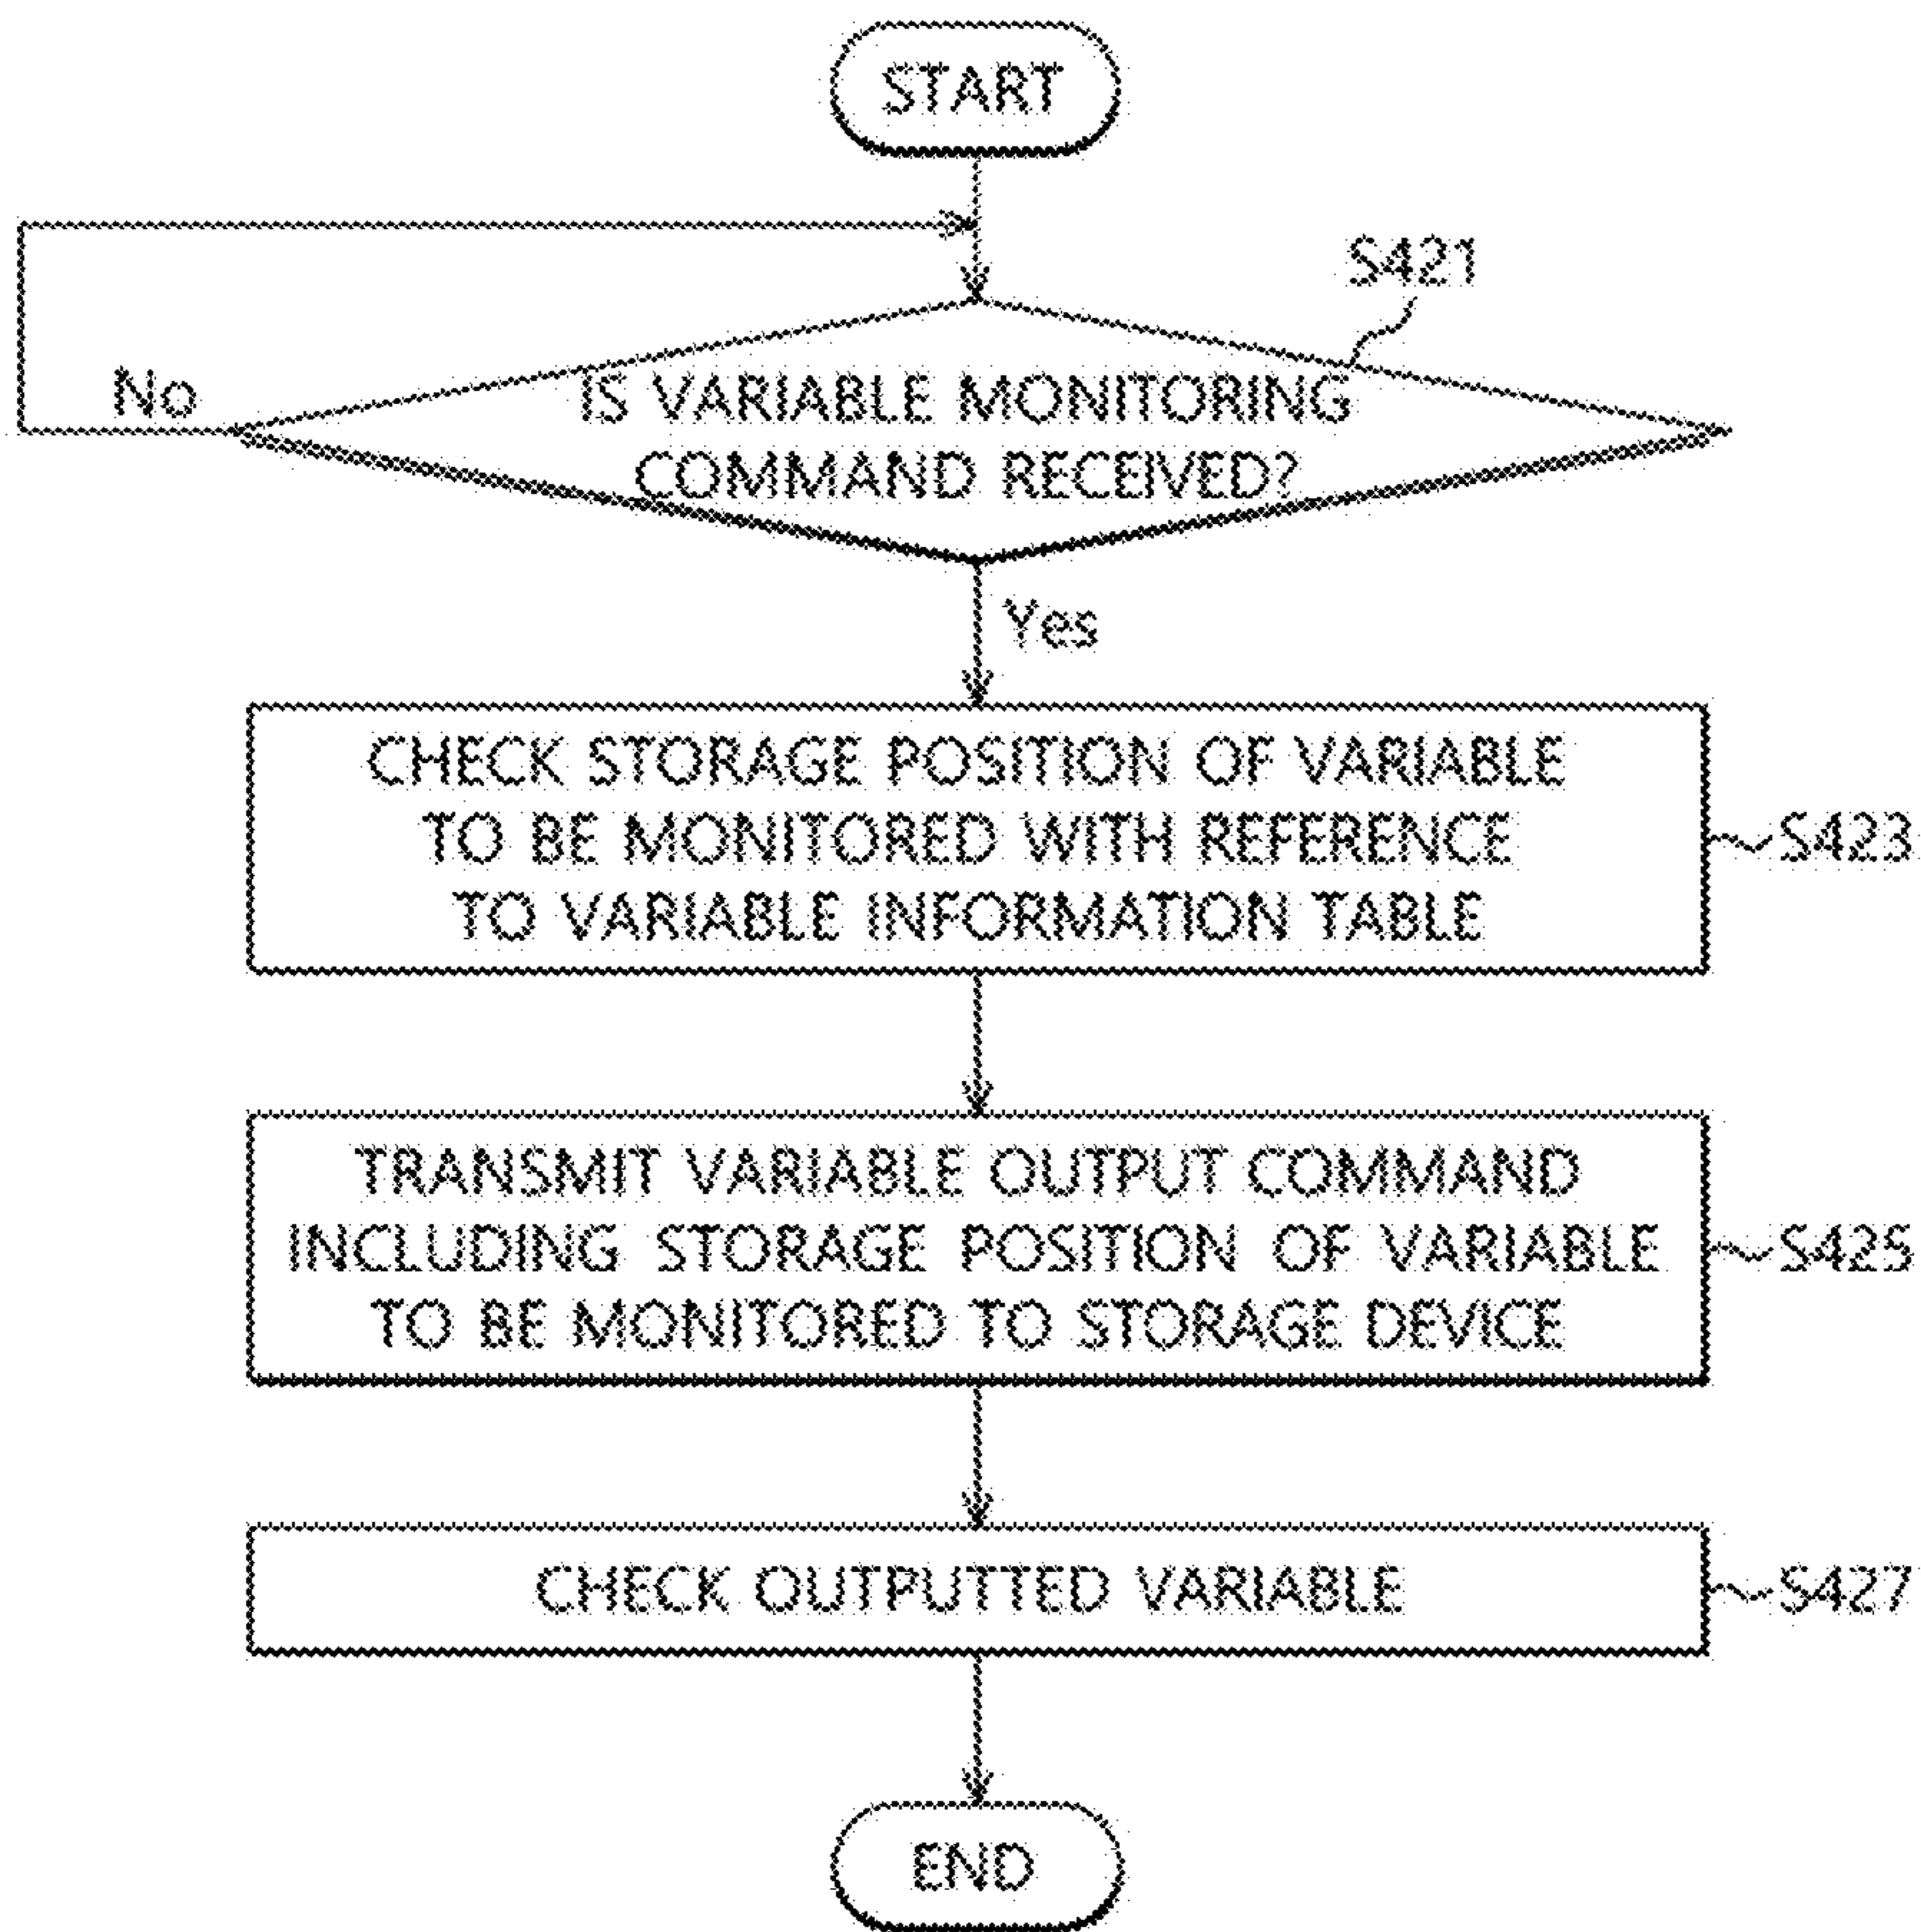 START
S421
No
IS VARIABLE MONITORING
COMMAND RECEIVED?
Yes
CHECK STORAGE POSITION OF VARIABLE
TO BE MONITORED WITH REFERENCE
TO VARIABLE INFORMATION TABLE
S423
TRANSMIT VARIABLE OUTPUT COMMAND
INCLUDING STORAGE POSITION OF VARIABLE
TO BE MONITORED TO STORAGE DEVICE
S425
CHECK OUTPUTTED VARIABLE
S427
END